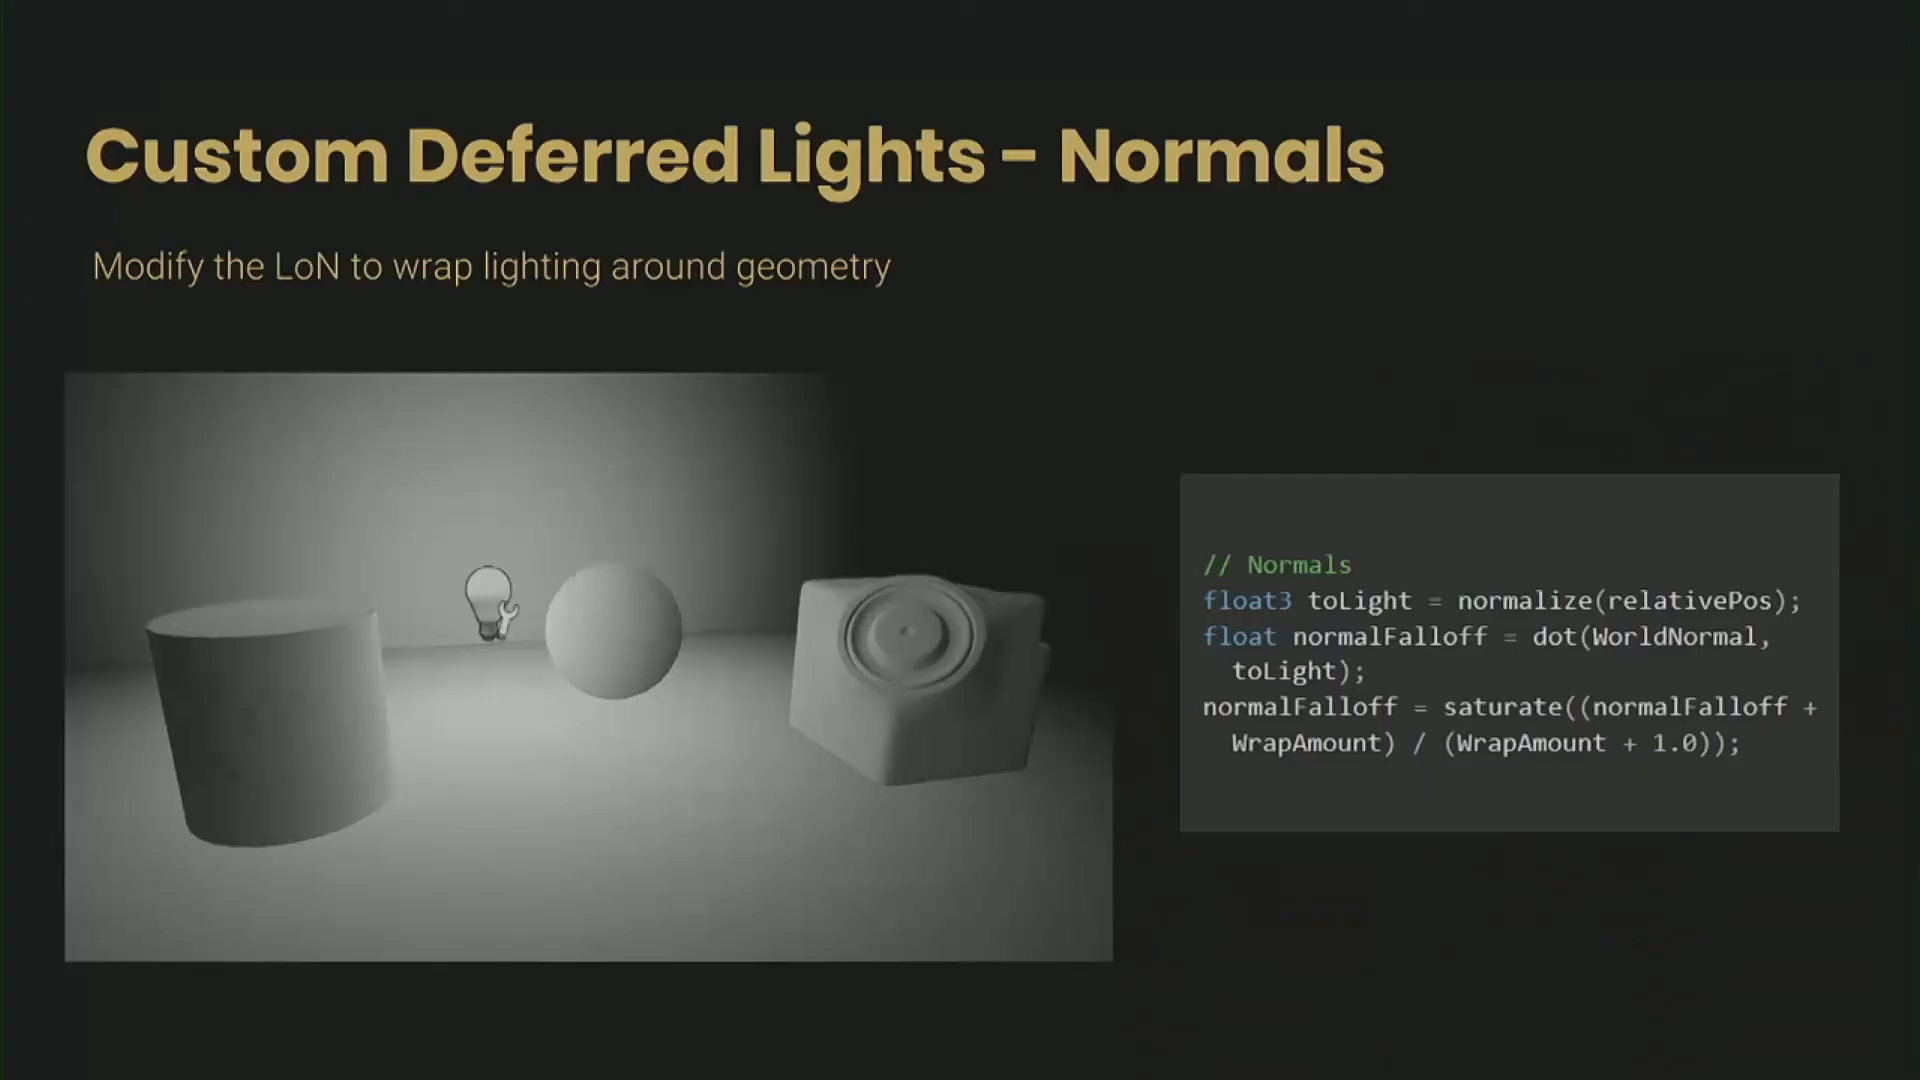 Custom Deferred Lights - Normals
Modify the LoN to wrap lighting around geometry
// Normals
float3 toLight = normalize(relativePos);
float normalFalloff = dot(WorldNormal,
toLight);
normalFalloff = saturate((normalFalloff +
WrapAmount) / (WrapAmount + 1.0));